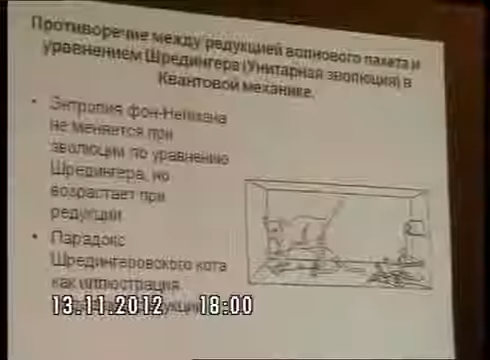 Противоречие между редукцией волнового пакета и
уравнением Шредингера (Унитарная эволюция) в
Квантовой механике.
• Энтропия фон-Неймана
не меняется при
эволюции по уравнению
Шредингера, но
возрастает при
редукции
• Парадокс
Шредингеровского кота
как иллюстрация
13.11.2012 18:00